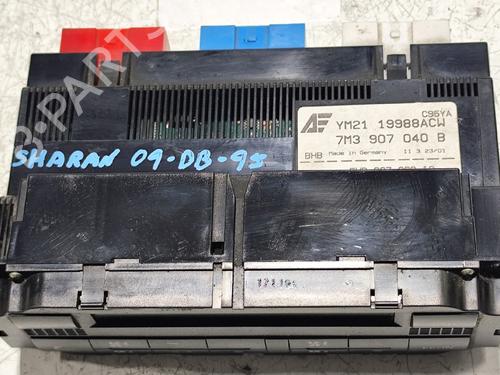 C96YA
AF YM21 19988ACW
7M3 907 040 B
BHB Made in Germany 11 3 23/01
SHARAN 09-DB-95
B-PARTS